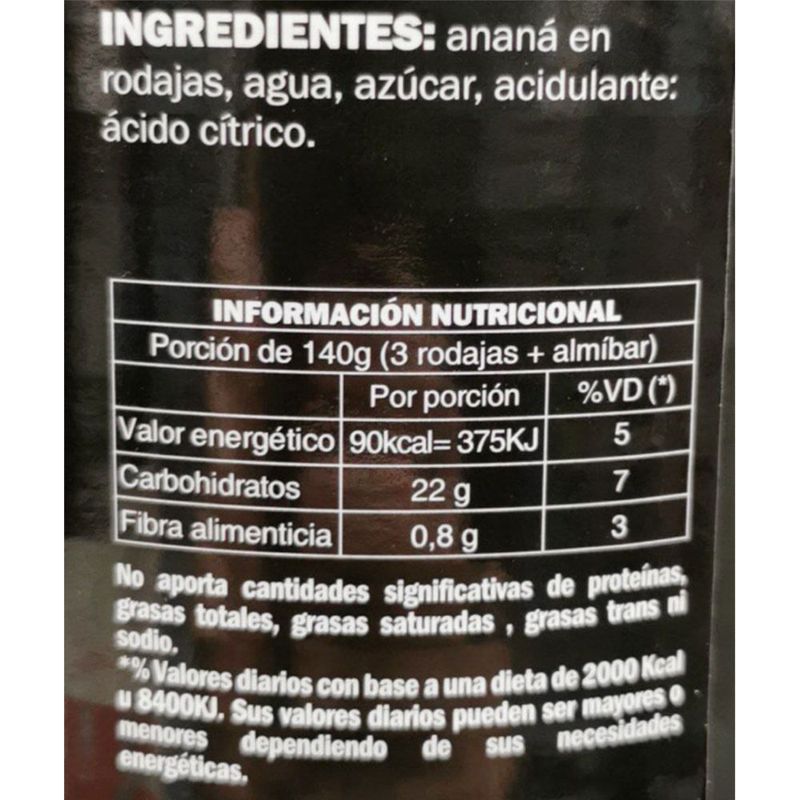 INGREDIENTES: ananá en
rodajas, agua, azúcar, acidulante:
ácido cítrico.
INFORMACIÓN NUTRICIONAL
Porción de 140g (3 rodajas + almíbar)
Por porción %VD (*)
Valor energético 90kcal= 375KJ 5
Carbohidratos 22 g 7
Fibra alimenticia 0,8 g 3
No aporta cantidades significativas de proteínas,
grasas totales, grasas saturadas , grasas trans ni
sodio.
*% Valores diarios con base a una dieta de 2000 Kcal
u 8400KJ. Sus valores diarios pueden ser mayores o
menores dependiendo de sus necesidades
energéticas.